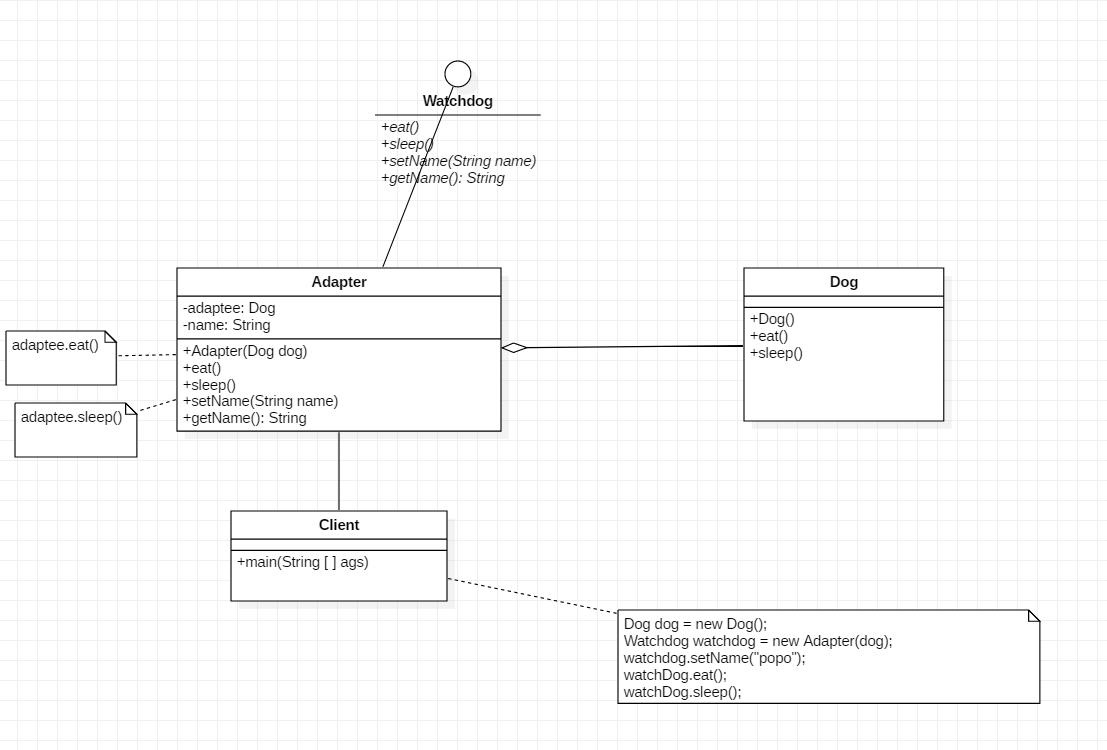 Watchdog
+eat()
+sleep()
+setName(String name)
+getName(): String
Adapter
-adaptee: Dog
-name: String
+Adapter(Dog dog)
+eat()
+sleep()
+setName(String name)
+getName(): String
Dog
+Dog()
+eat()
+sleep()
adaptee.eat()
adaptee.sleep()
Client
+main(String [ ] ags)
Dog dog = new Dog();
Watchdog watchdog = new Adapter(dog);
watchdog.setName("popo");
watchDog.eat();
watchDog.sleep();